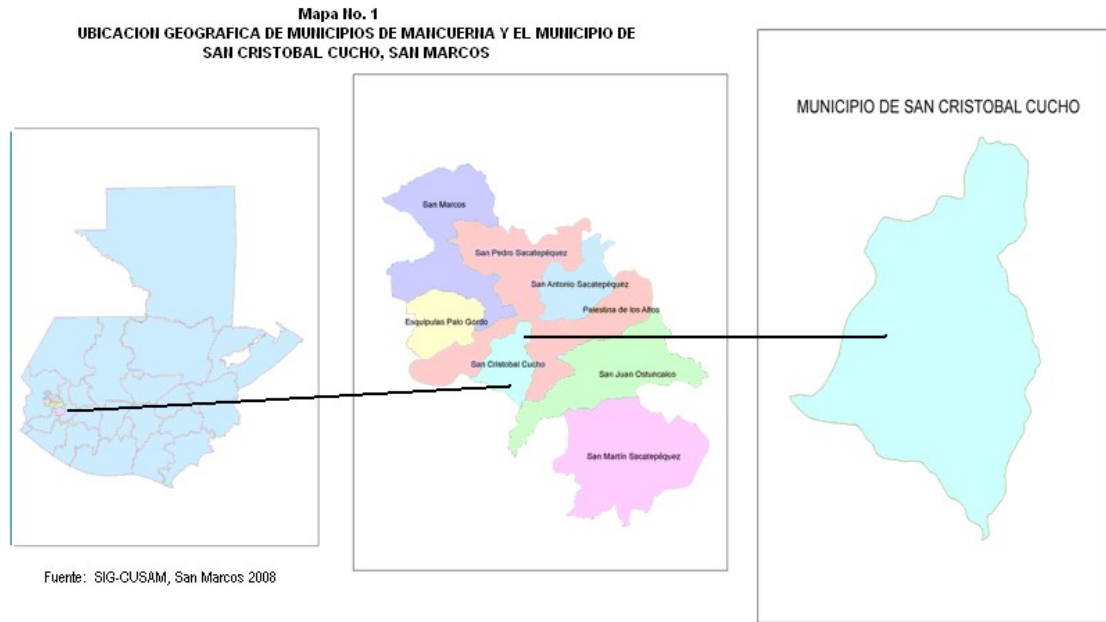 Mapa No. 1
UBICACION GEOGRAFICA DE MUNICIPIOS DE MANCUERNA Y EL MUNICIPIO DE
SAN CRISTOBAL CUCHO, SAN MARCOS
MUNICIPIO DE SAN CRISTOBAL CUCHO
San Marcos
San Pedro Sacatepéquez
San Antonio Sacatepéquez
Palestina de los Altos
Esquipulas Palo Gordo
San Cristobal Cucho
San Juan Ostuncalco
San Martín Sacatepéquez
Fuente: SIG-CUSAM, San Marcos 2008